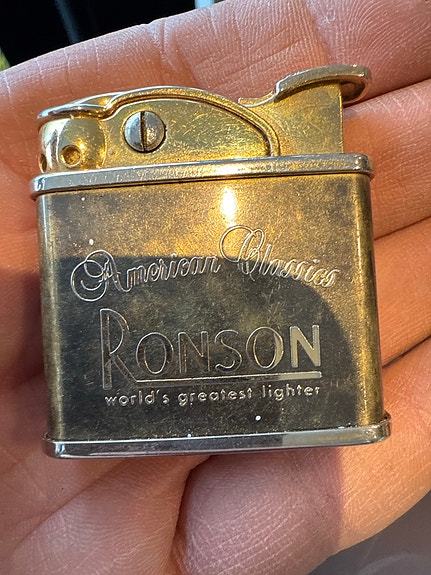 American Classics
RONSON
world's greatest lighter